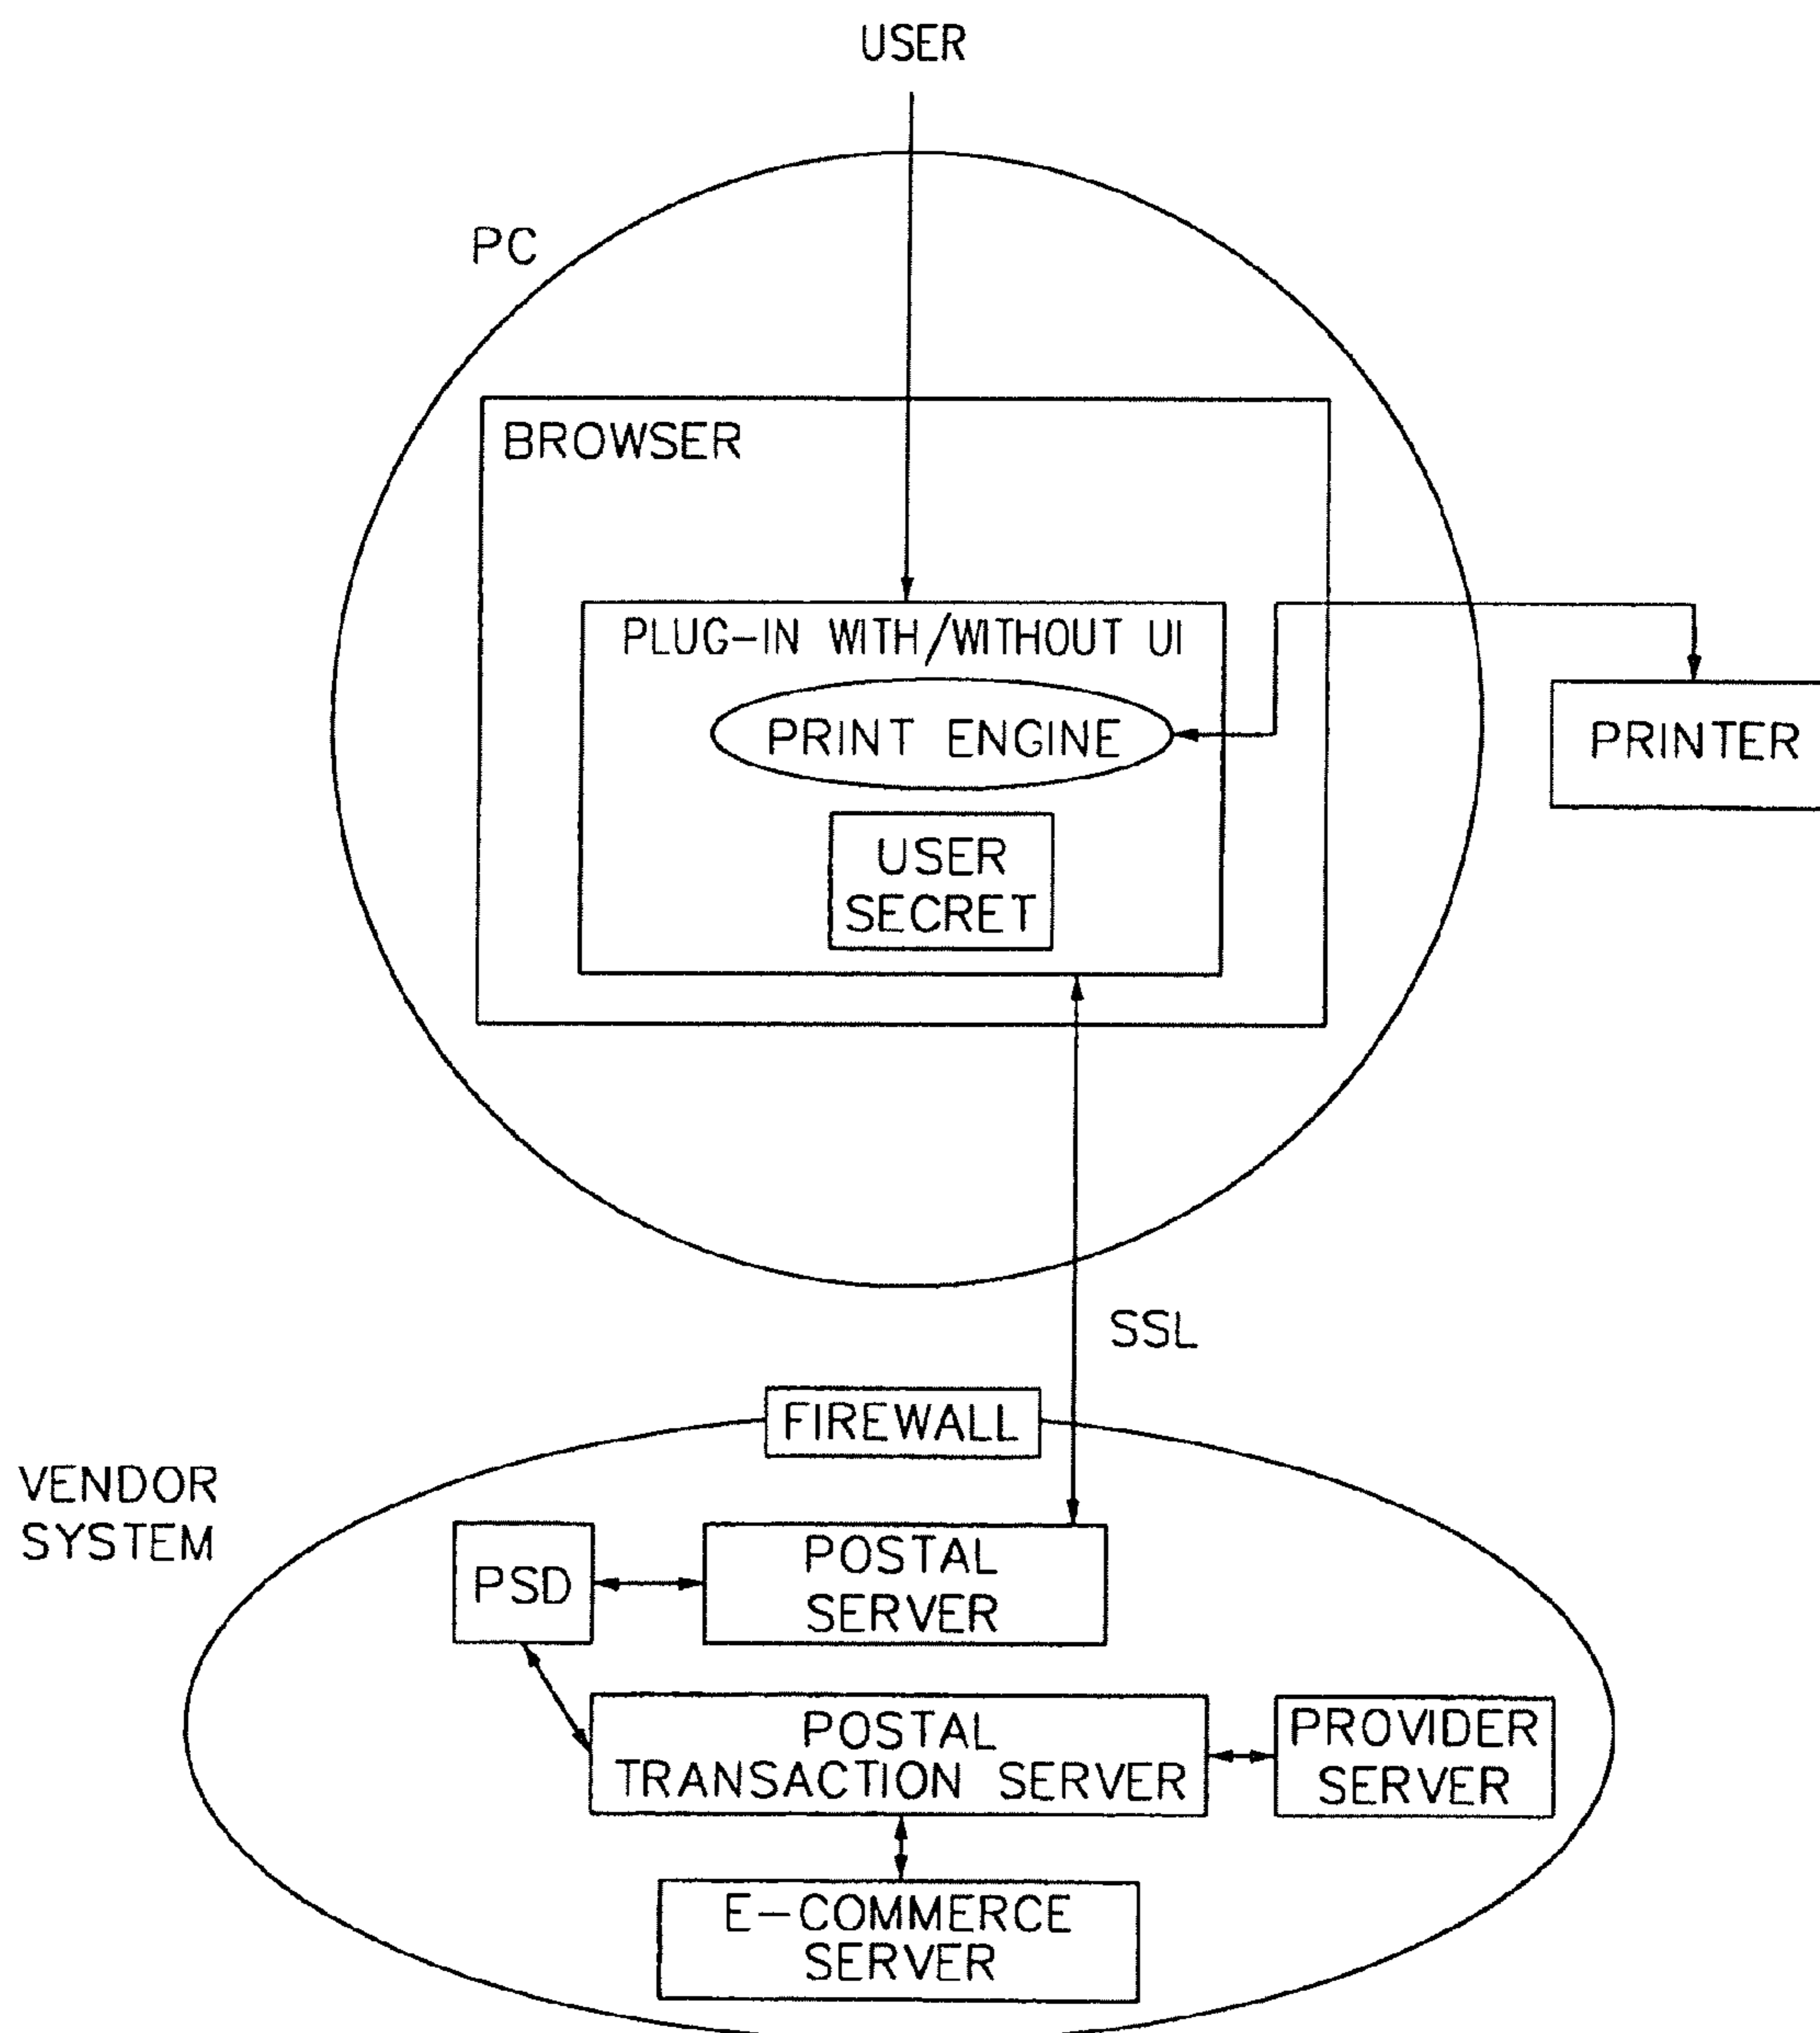 USER
PC
BROWSER
PLUG-IN WITH/WITHOUT UI
PRINT ENGINE
PRINTER
USER
SECRET
SSL
FIREWALL
VENDOR
SYSTEM
PSD
POSTAL
SERVER
POSTAL
TRANSACTION SERVER
PROVIDER
SERVER
E-COMMERCE
SERVER